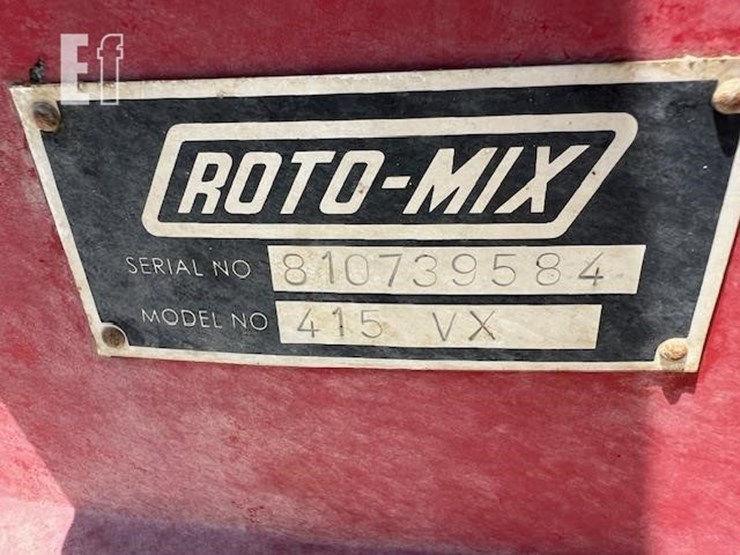 Ef
ROTO-MIX
SERIAL NO 810739584
MODEL NO 415 VX